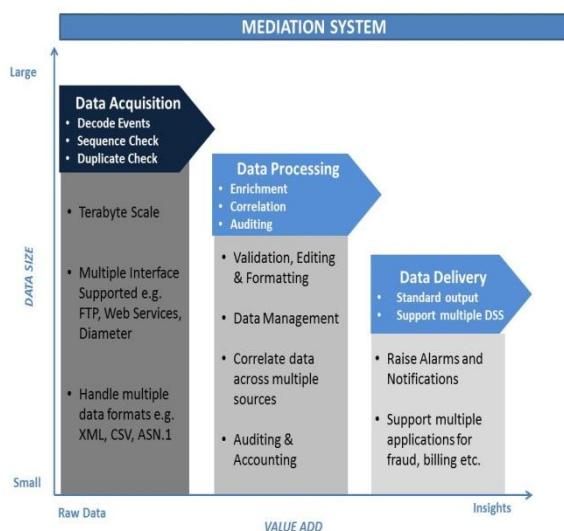 MEDIATION SYSTEM
Large
Data Acquisition
• Decode Events
• Sequence Check
• Duplicate Check
• Terabyte Scale
• Multiple Interface
Supported e.g.
FTP, Web Services,
Diameter
• Handle multiple
data formats e.g.
XML, CSV, ASN.1
Data Processing
• Enrichment
• Correlation
• Auditing
• Validation, Editing
& Formatting
• Data Management
• Correlate data
across multiple
sources
• Auditing &
Accounting
Data Delivery
• Standard output
• Support multiple DSS
• Raise Alarms and
Notifications
• Support multiple
applications for
fraud, billing etc.
DATA SIZE
Small
Raw Data
VALUE ADD
Insights